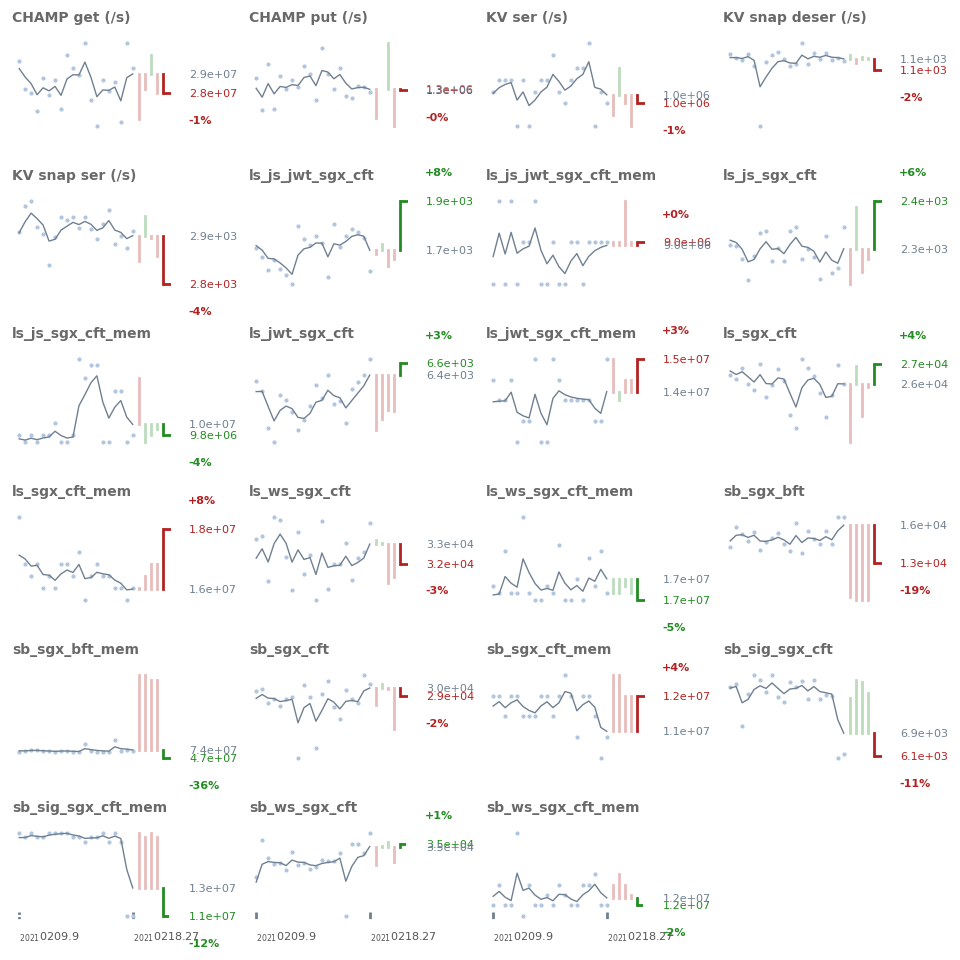 CHAMP get (/s)
2.9e+07
2.8e+07
-1%
CHAMP put (/s)
1.3e+06
-0%
KV ser (/s)
1.0e+06
1.0e+06
-1%
KV snap deser (/s)
1.1e+03
1.1e+03
-2%
KV snap ser (/s)
2.9e+03
2.8e+03
-4%
ls_js_jwt_sgx_cft
+8%
1.9e+03
1.7e+03
ls_js_jwt_sgx_cft_mem
+0%
9.0e+06
ls_js_sgx_cft
+6%
2.4e+03
2.3e+03
ls_js_sgx_cft_mem
1.0e+07
9.8e+06
-4%
ls_jwt_sgx_cft
+3%
6.6e+03
6.4e+03
ls_jwt_sgx_cft_mem
+3%
1.5e+07
1.4e+07
ls_sgx_cft
+4%
2.7e+04
2.6e+04
ls_sgx_cft_mem
+8%
1.8e+07
1.6e+07
ls_ws_sgx_cft
3.3e+04
3.2e+04
-3%
ls_ws_sgx_cft_mem
1.7e+07
1.7e+07
-5%
sb_sgx_bft
1.6e+04
1.3e+04
-19%
sb_sgx_bft_mem
7.4e+07
4.7e+07
-36%
sb_sgx_cft
3.0e+04
2.9e+04
-2%
sb_sgx_cft_mem
+4%
1.2e+07
1.1e+07
sb_sig_sgx_cft
6.9e+03
6.1e+03
-11%
sb_sig_sgx_cft_mem
1.3e+07
1.1e+07
-12%
2021 0209.9
2021 0218.27
sb_ws_sgx_cft
+1%
3.5e+04
2021 0209.9
2021 0218.27
sb_ws_sgx_cft_mem
1.2e+07
1.2e+07
-2%
2021 0209.9
2021 0218.27